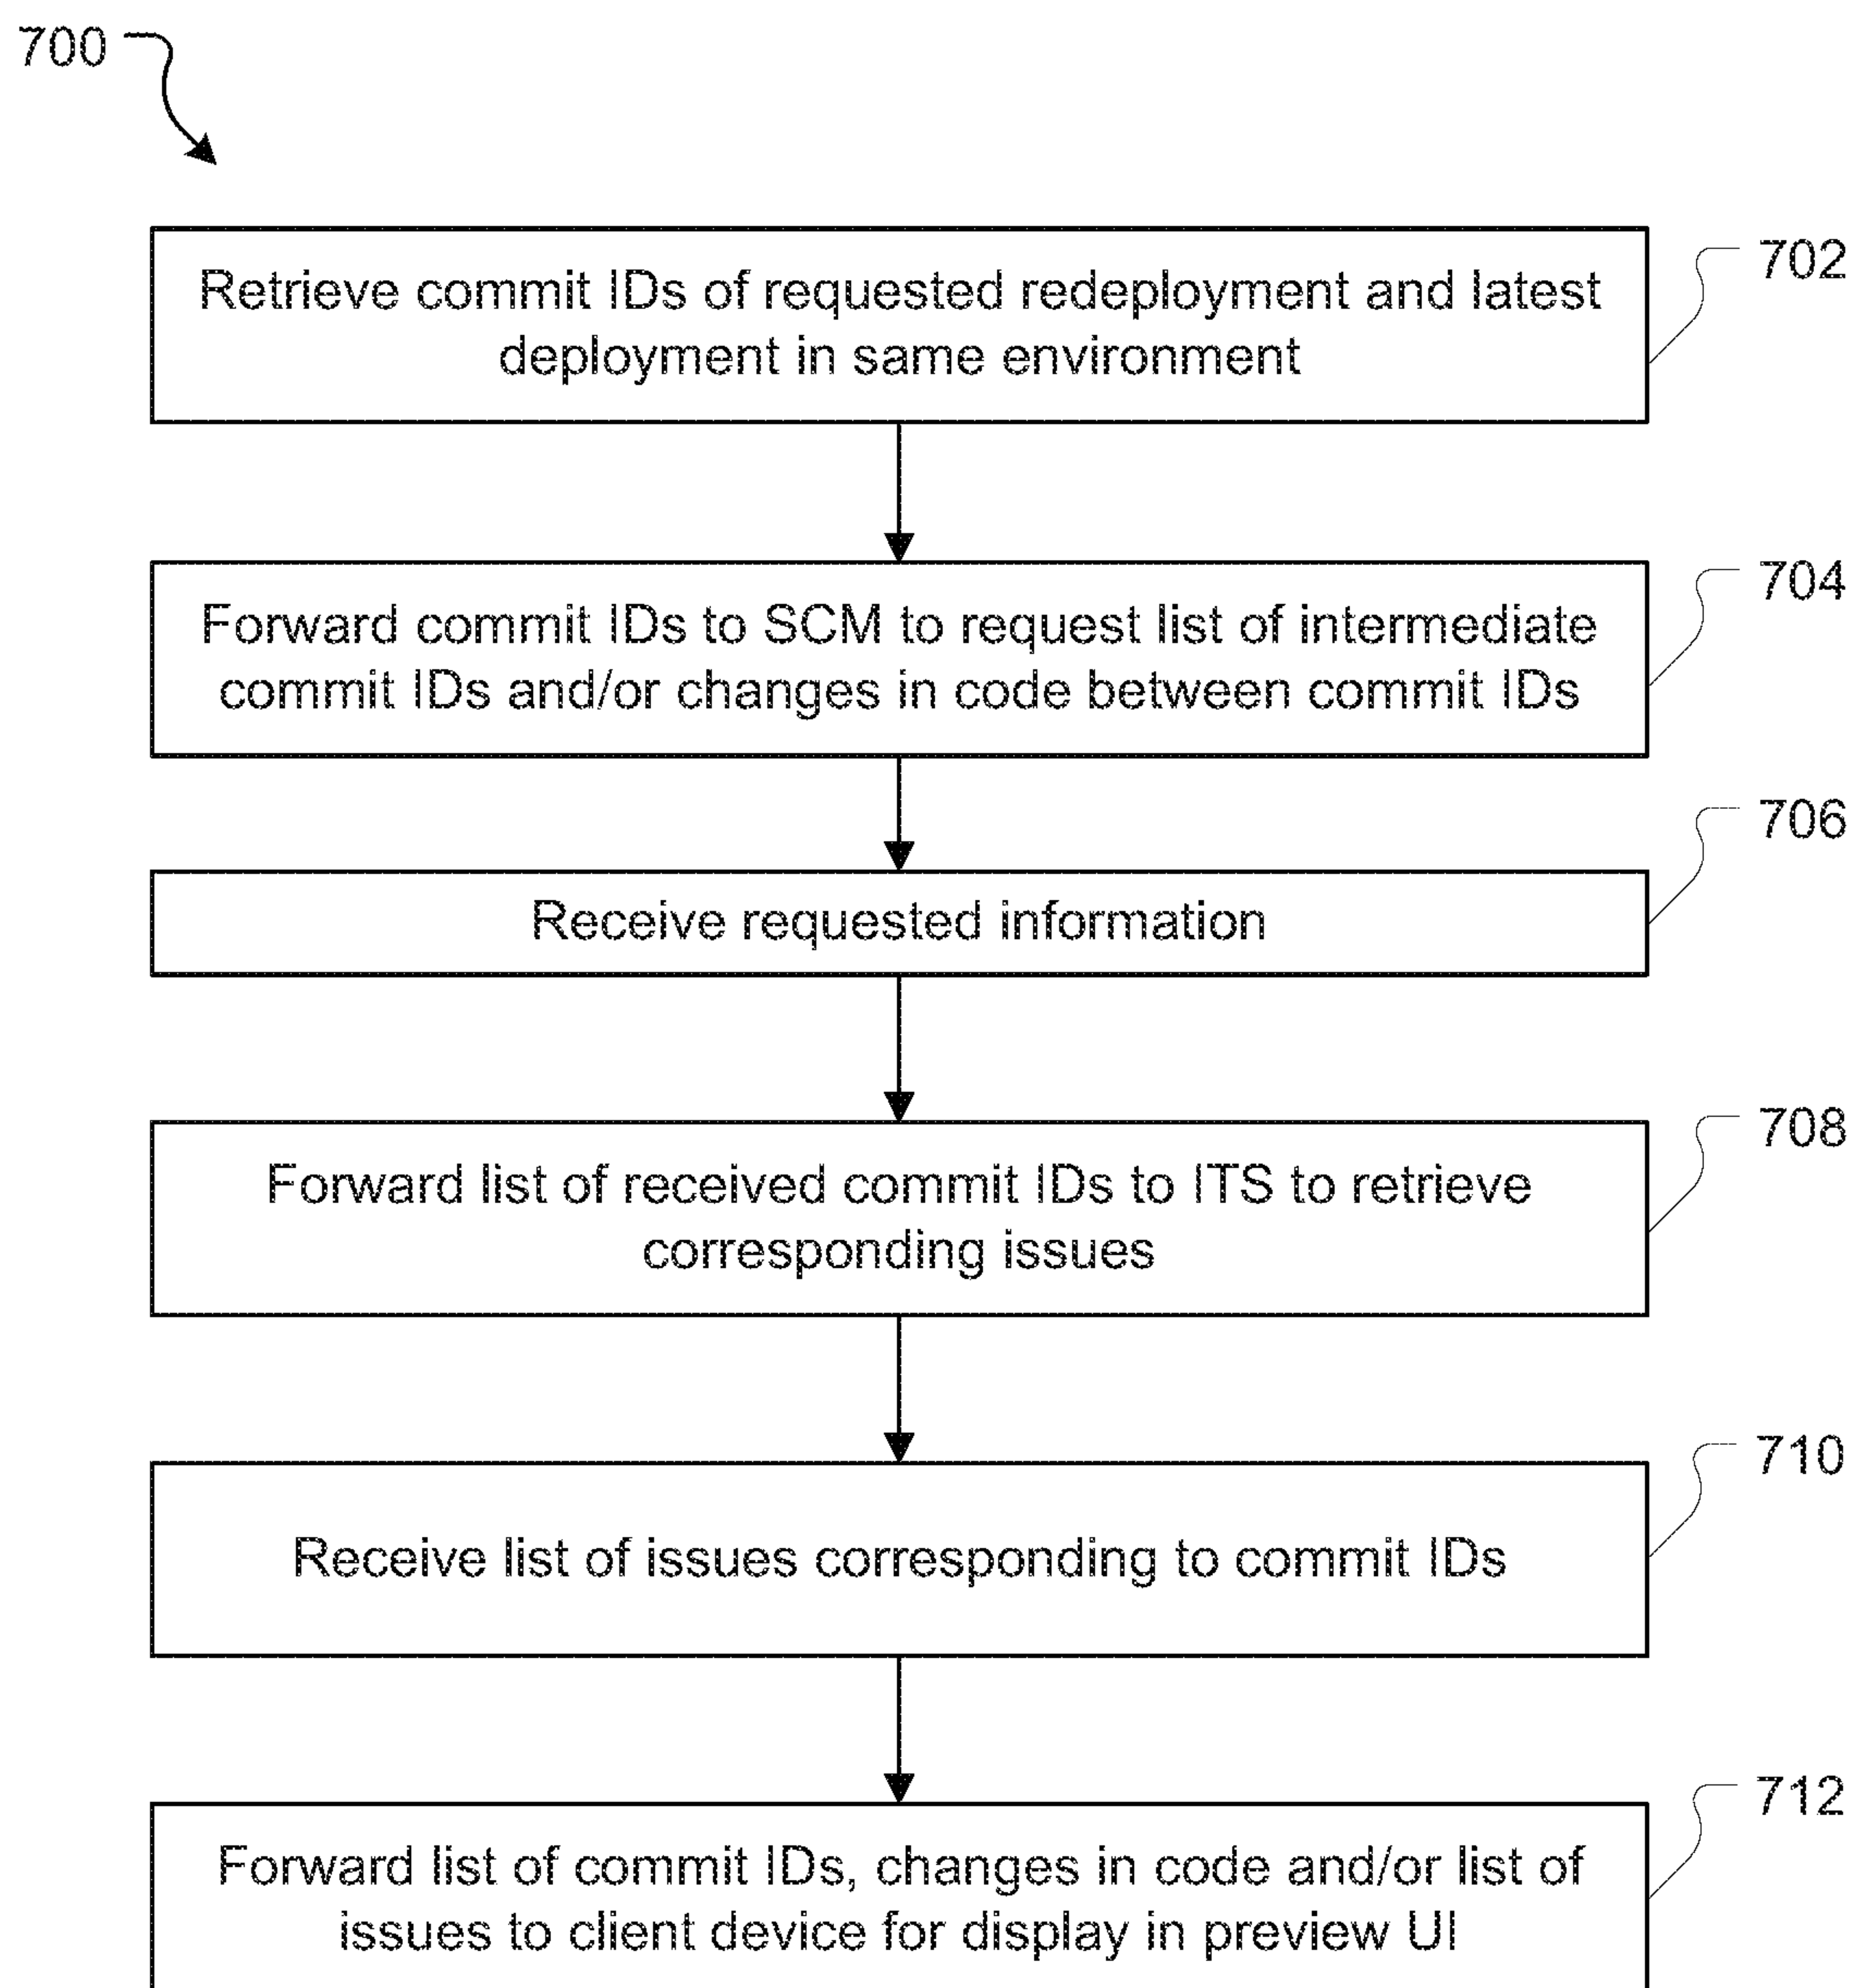 700
702
Retrieve commit IDs of requested redeployment and latest
deployment in same environment
704
Forward commit IDs to SCM to request list of intermediate
commit IDs and/or changes in code between commit IDs
706
Receive requested information
708
Forward list of received commit IDs to ITS to retrieve
corresponding issues
710
Receive list of issues corresponding to commit IDs
712
Forward list of commit IDs, changes in code and/or list of
issues to client device for display in preview UI